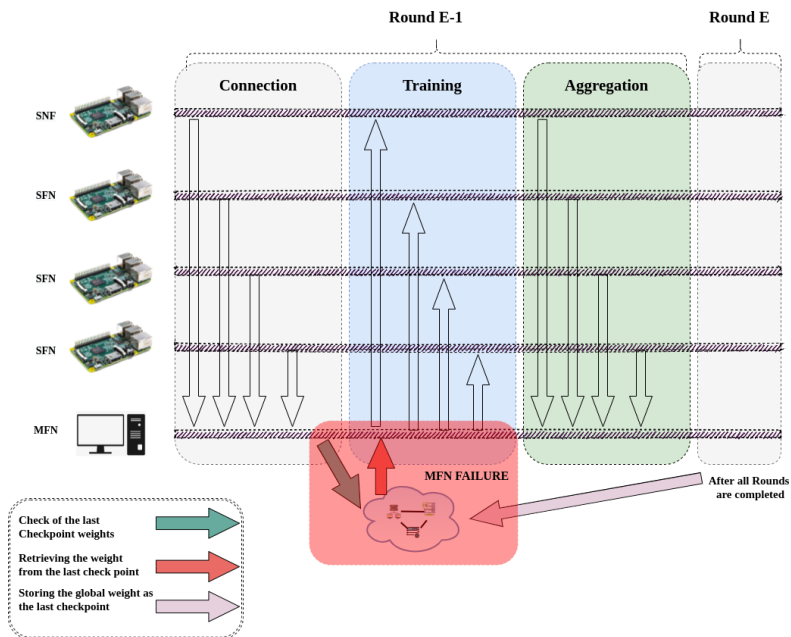 Round E-1
Round E
Connection
Training
Aggregation
SNF
SFN
SFN
SFN
MFN
MFN FAILURE
After all Rounds
are completed
Check of the last
Checkpoint weights
Retrieving the weight
from the last check point
Storing the global weight as
the last checkpoint